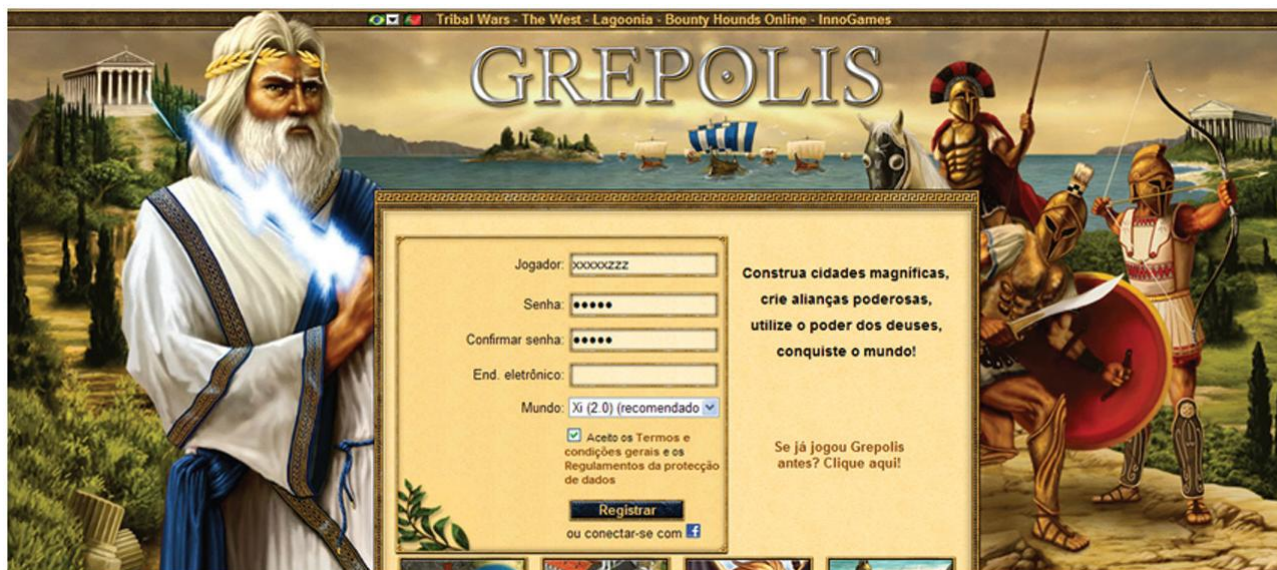 Tribal Wars - The West - Lagoonia - Bounty Hounds Online - InnoGames
GREPOLIS
Jogador: xxxxxzzz
Senha: •••••
Confirmar senha: •••••
End. eletrônico:
Mundo: Xi (2.0) (recomendado
Aceito os Termos e
condições gerais e os
Regulamentos da protecção
de dados
Registrar
ou conectar-se com f
Construa cidades magníficas,
crie alianças poderosas,
utilize o poder dos deuses,
conquiste o mundo!
Se já jogou Grepolis
antes? Clique aqui!